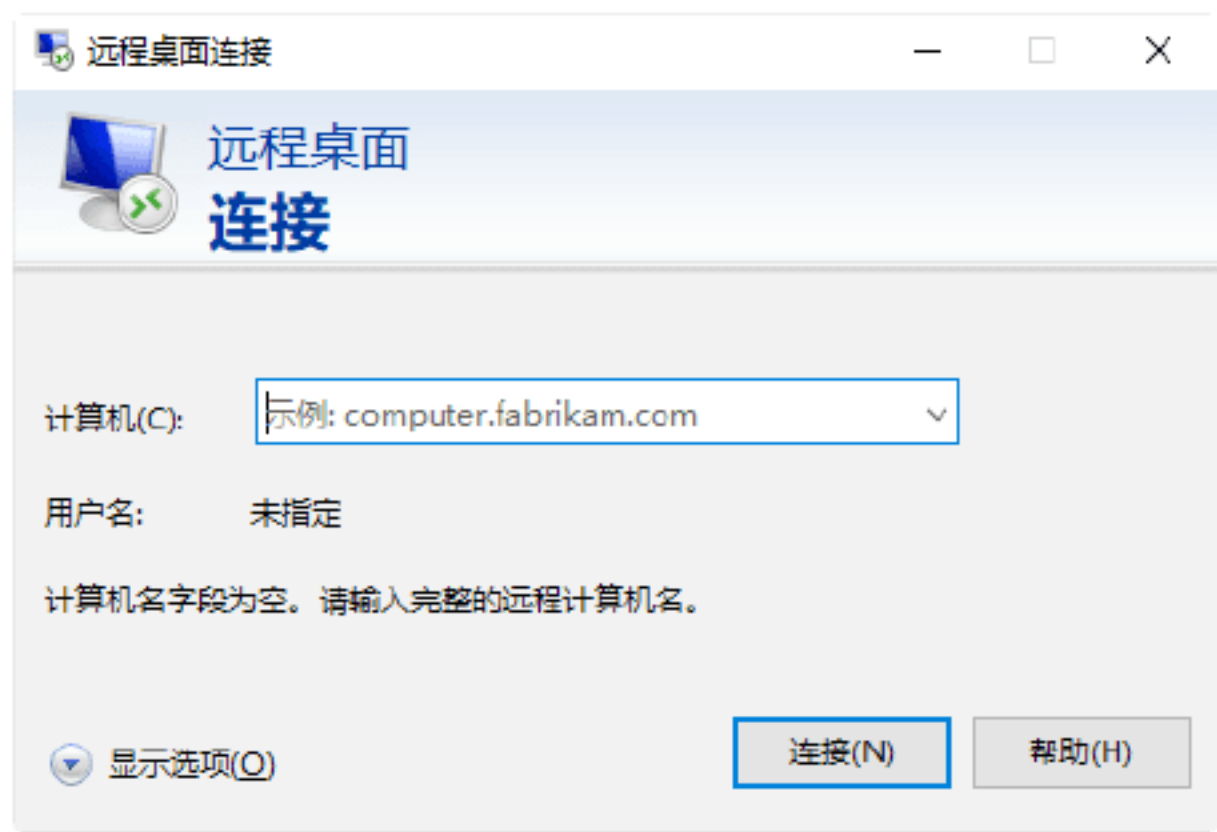 远程桌面连接
远程桌面
连接
计算机(C): 示例: computer.fabrikam.com
用户名: 未指定
计算机名字段为空。请输入完整的远程计算机名。
显示选项(O) 连接(N) 帮助(H)